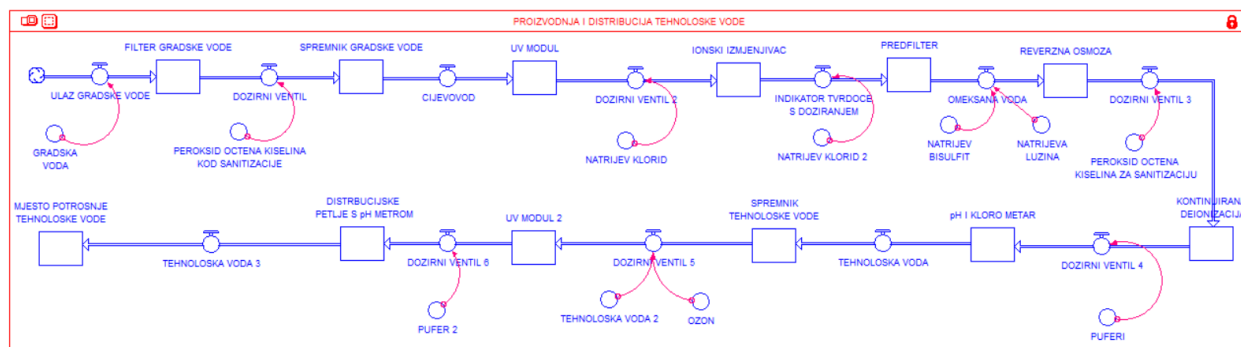 PROIZVODNJA I DISTRIBUCIJA TEHNOLOSKE VODE
FILTER GRADSKE VODE
SPREMNIK GRADSKE VODE
UV MODUL
IONSKI IZMJENJIVAC
PREDFILTER
REVERZNA OSMOZA
ULAZ GRADSKE VODE
DOZIRNI VENTIL
CIJEVOVOD
DOZIRNI VENTIL 2
INDIKATOR TVRDOCE
S DOZIRANJEM
OMEKSANA VODA
DOZIRNI VENTIL 3
GRADSKA
VODA
PEROKSID OCTENA KISELINA
KOD SANITIZACIJE
NATRIJEV KLORID
NATRIJEV KLORID 2
NATRIJEV
BISULFIT
NATRIJEVA
LUZINA
PEROKSID OCTENA
KISELINA ZA SANITIZACIJU
MJESTO POTROSNJE
TEHNOLOSKE VODE
DISTRBUCIJSKE
PETLJE S pH METROM
UV MODUL 2
SPREMNIK
TEHNOLOSKE VODE
pH I KLORO METAR
KONTINJIRANA
DEIONIZACIJA
TEHNOLOSKA VODA 3
DOZIRNI VENTIL 6
DOZIRNI VENTIL 5
TEHNOLOSKA VODA
DOZIRNI VENTIL 4
PUFER 2
TEHNOLOSKA VODA 2
OZON
PUFERI